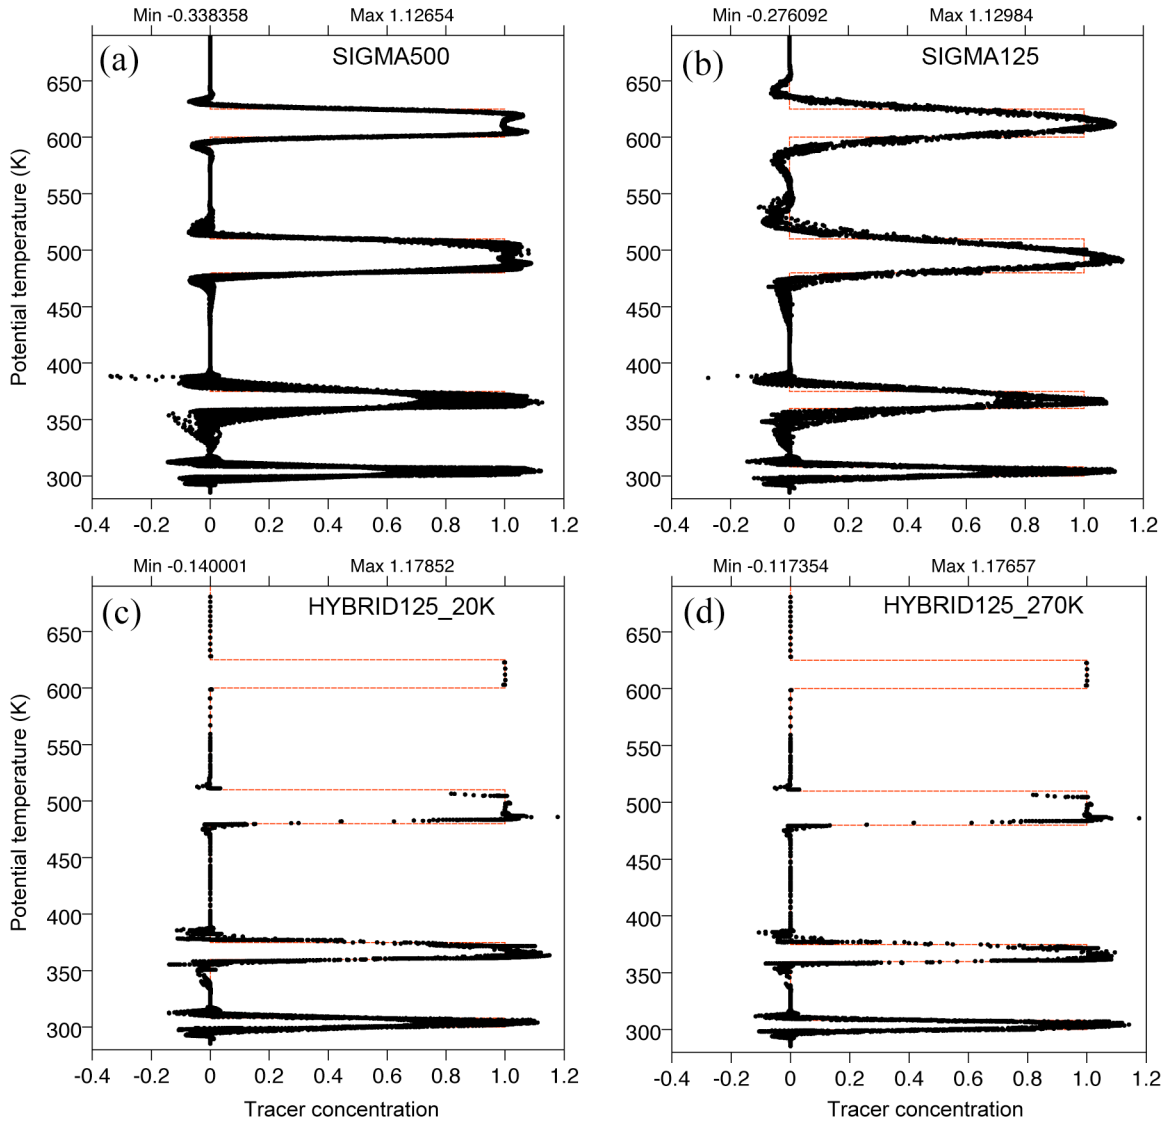 Min -0.338358 Max 1.12654
(a) SIGMA500
650
600
550
500
450
400
350
300
Potential temperature (K)
-0.4 -0.2 0 0.2 0.4 0.6 0.8 1.0 1.2
Min -0.276092 Max 1.12984
(b) SIGMA125
650
600
550
500
450
400
350
300
-0.4 -0.2 0 0.2 0.4 0.6 0.8 1.0 1.2
Min -0.140001 Max 1.17852
(c) HYBRID125_20K
650
600
550
500
450
400
350
300
Potential temperature (K)
-0.4 -0.2 0 0.2 0.4 0.6 0.8 1.0 1.2
Tracer concentration
Min -0.117354 Max 1.17657
(d) HYBRID125_270K
650
600
550
500
450
400
350
300
-0.4 -0.2 0 0.2 0.4 0.6 0.8 1.0 1.2
Tracer concentration